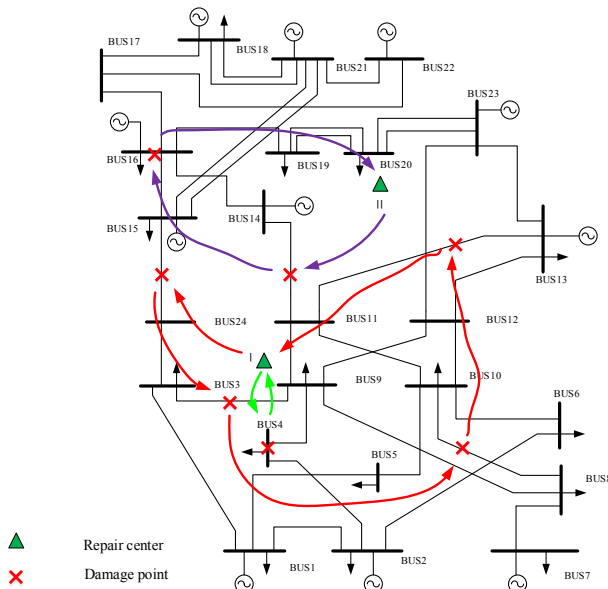 BUS17
BUS18
BUS21
BUS22
BUS23
BUS16
BUS19
BUS20
II
BUS15
BUS14
BUS13
BUS24
BUS11
BUS12
I
BUS3
BUS9
BUS10
BUS6
BUS4
BUS5
BUS8
BUS1
BUS2
BUS7
Repair center
Damage point